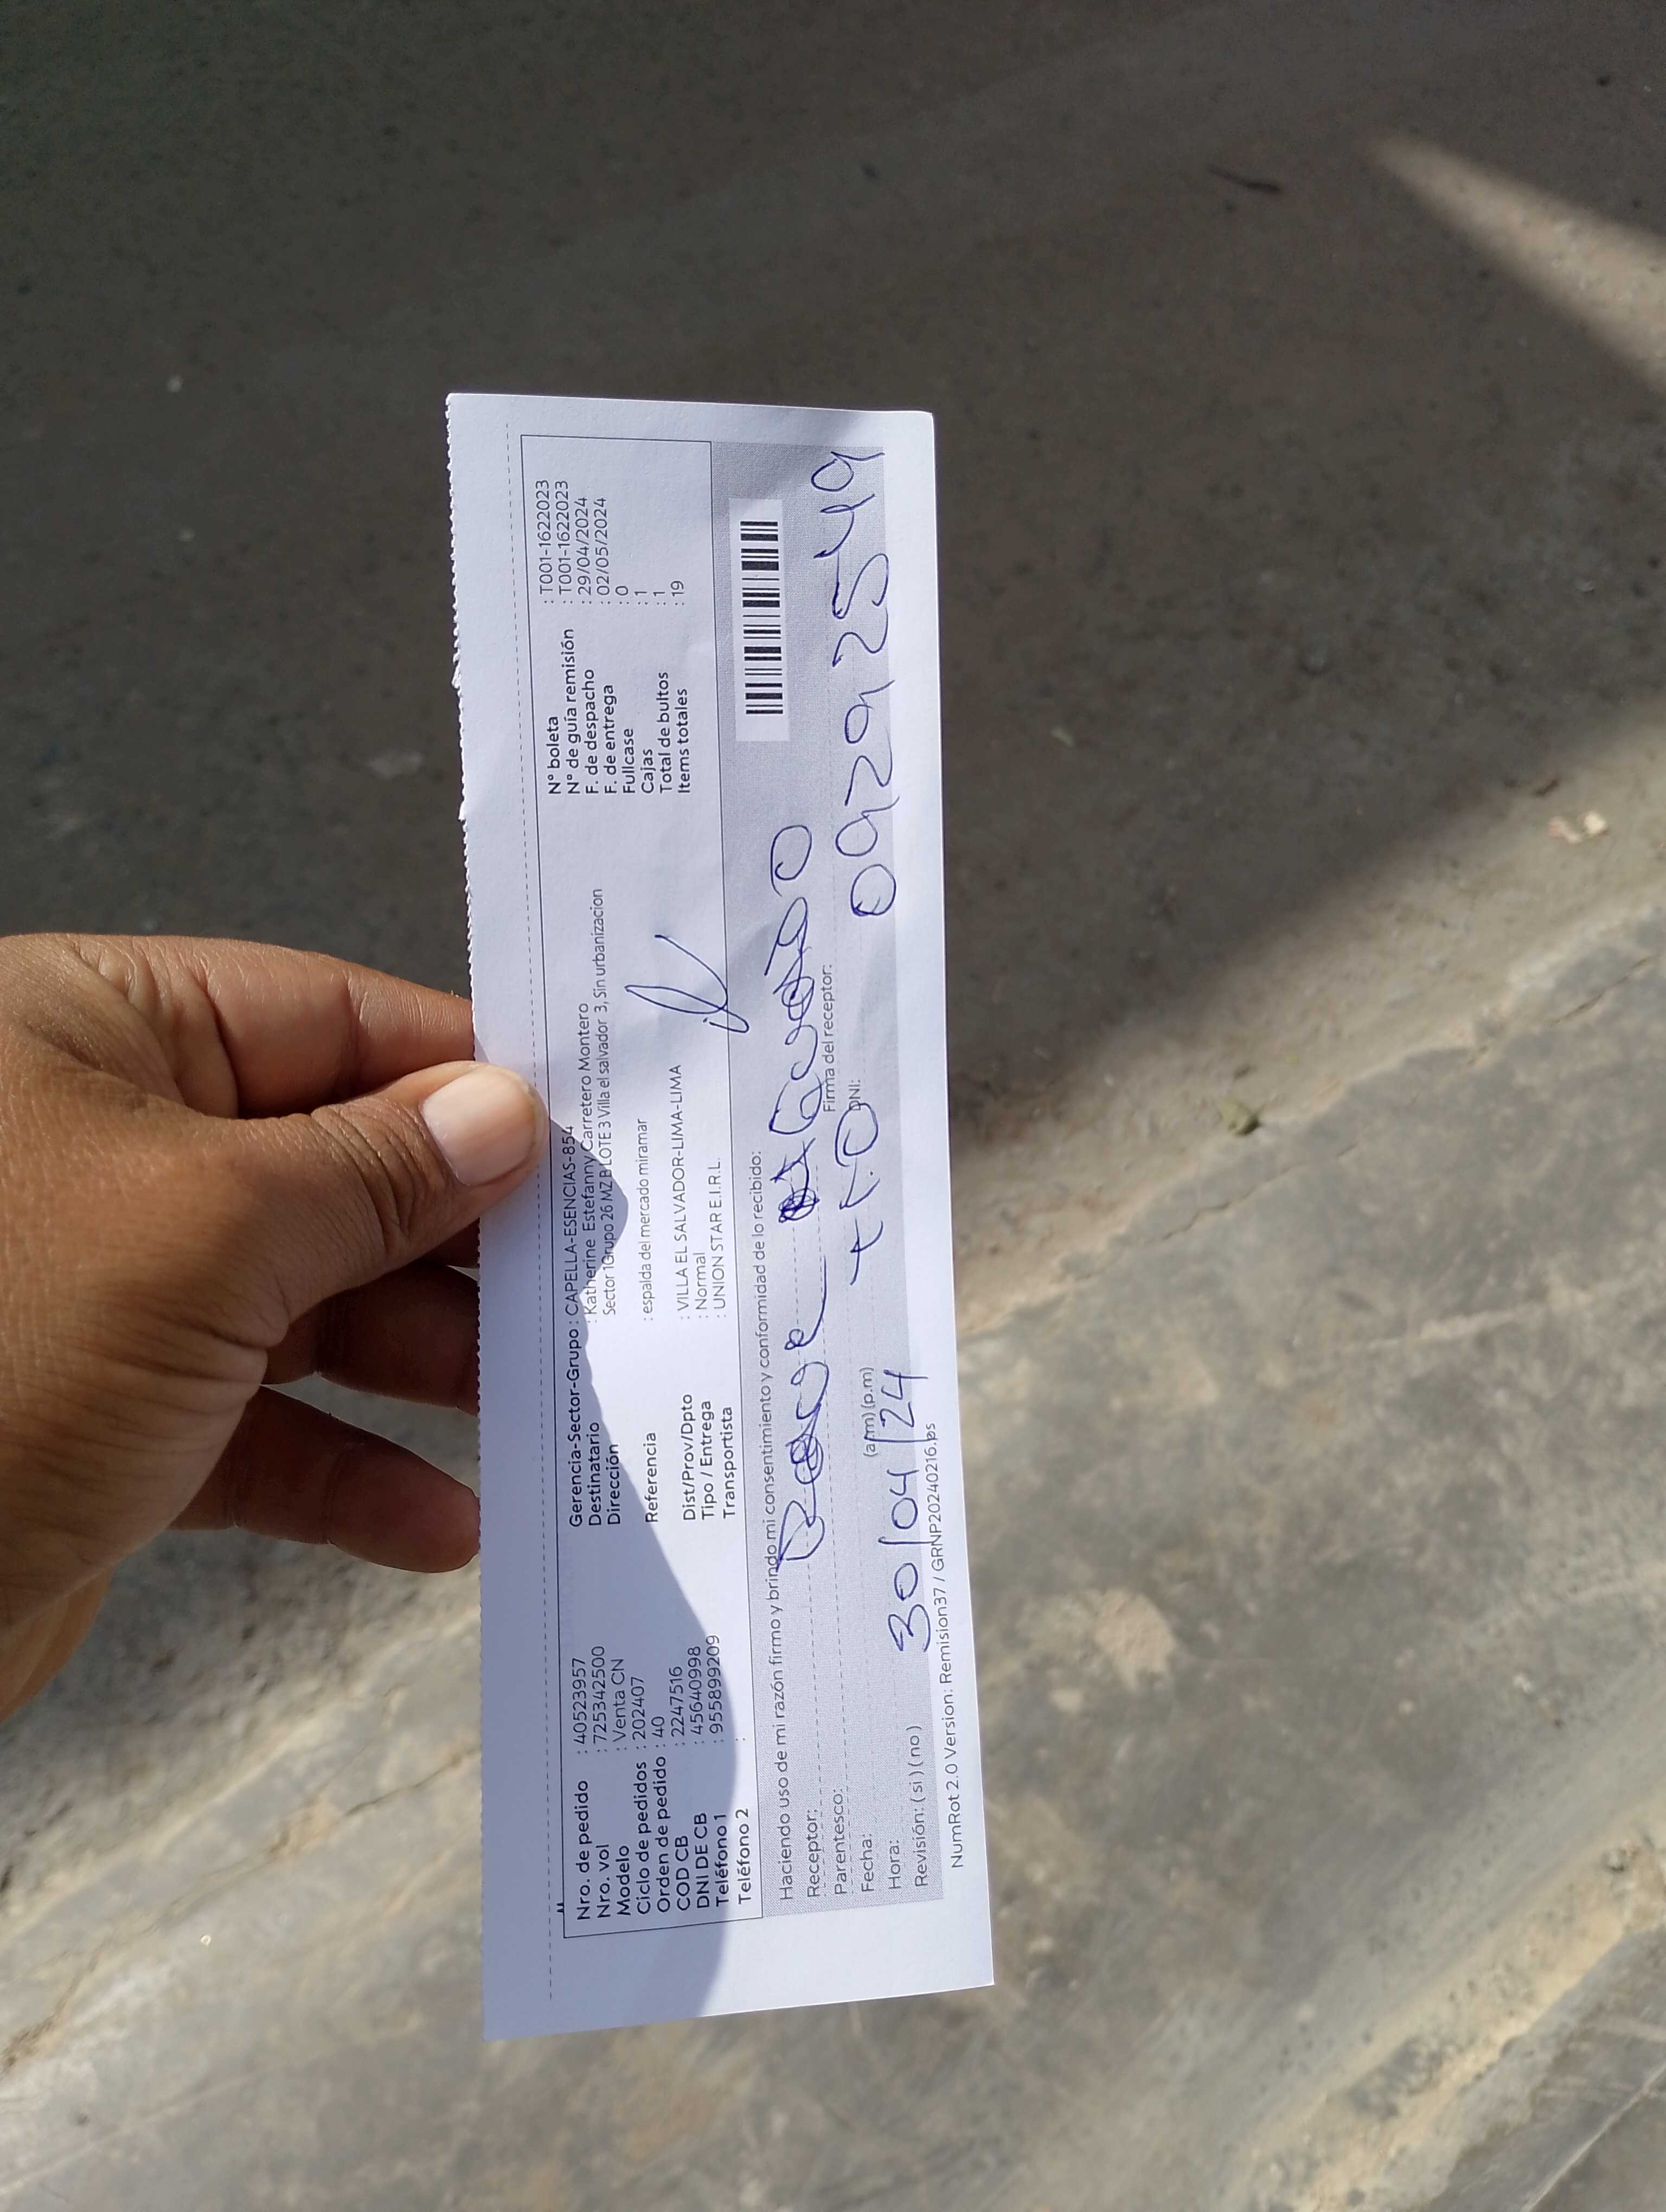 Nro. de pedido : 40523957
Nro. vol : 725342500
Modelo : Venta CN
Ciclo de pedidos : 202407
Orden de pedido : 40
COD CB : 2247516
DNI DE CB : 45640998
Teléfono 1 : 955899209
Teléfono 2 :
Gerencia-Sector-Grupo : CAPELLA-ESENCIAS-854
Destinatario : Katherine Estefanny Carretero Montero
Dirección Sector 1Grupo 26 MZ B LOTE 3 Villa el salvador 3, Sin urbanizacion
Referencia : espalda del mercado miramar
Dist/Prov/Dpto : VILLA EL SALVADOR-LIMA-LIMA
Tipo / Entrega : Normal
Transportista : UNION STAR E.I.R.L.
N° boleta : T001-1622023
N° de guía remisión : T001-1622023
F. de despacho : 29/04/2024
F. de entrega : 02/05/2024
Fullcase : 0
Cajas : 1
Total de bultos : 1
Items totales : 19
Haciendo uso de mi razón firmo y brindo mi consentimiento y conformidad de lo recibido:
Receptor:
Parentesco:
Firma del receptor:
Fecha: (a.m) (p.m)
DNI: 09292549
Hora: 30/04/24
Revisión: ( si ) ( no )
NumRot 2.0 Version: Remision37 / GRNP20240216.ps